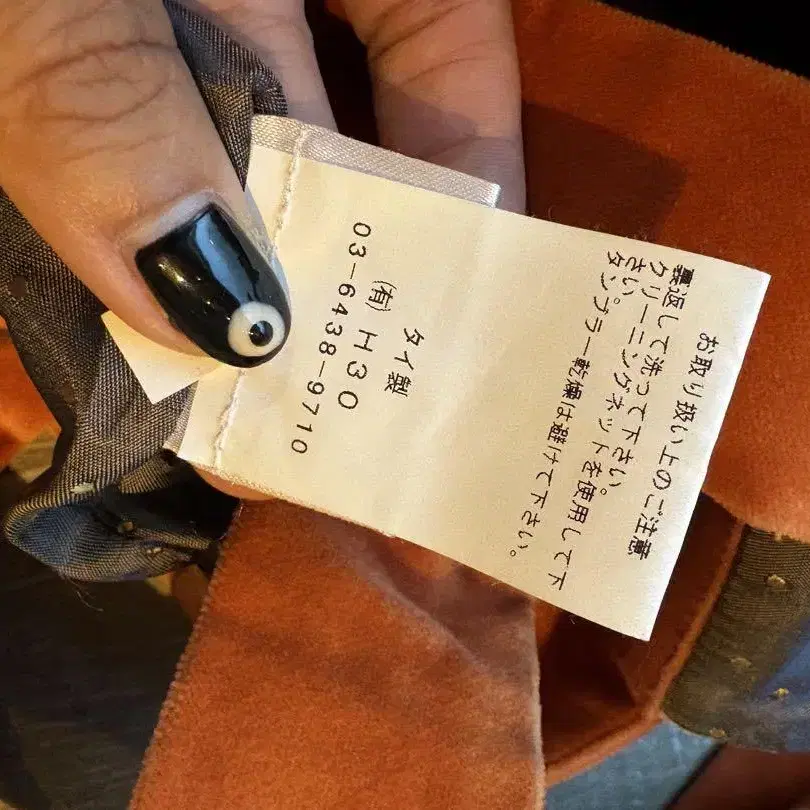 お取り扱い上のご注意
裏返して洗って下さい。
クリーニングネットを使用して下
さい。
タンブラー乾燥は避けて下さい。
タイ製
(有) H30
03-6438-9710